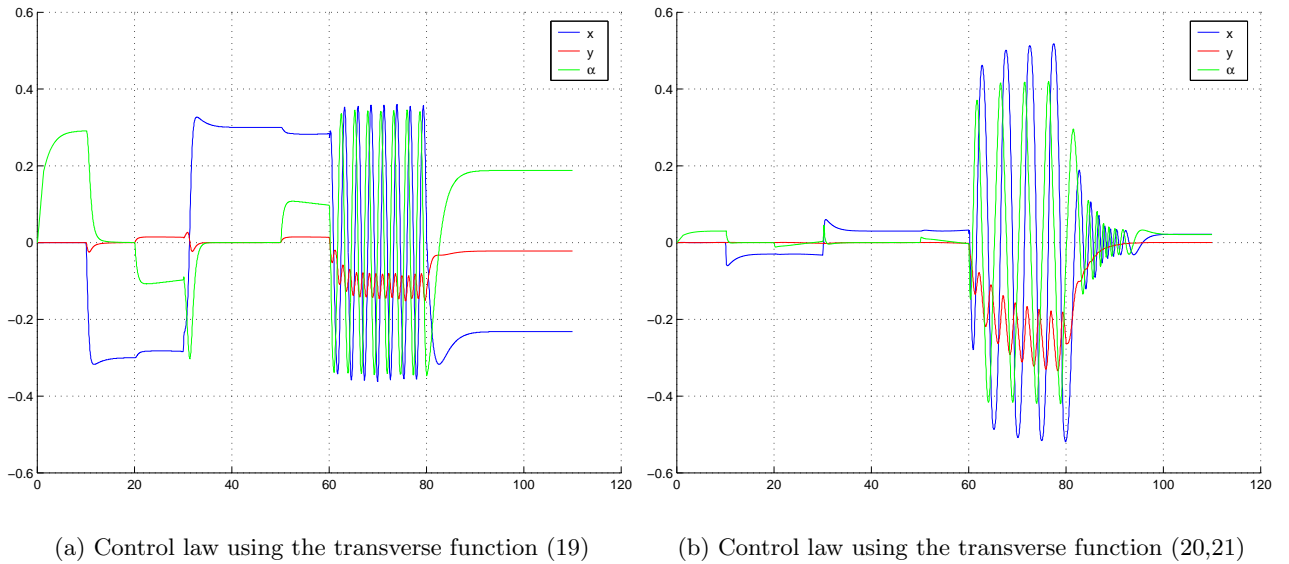 0.6
0.4
0.2
0
−0.2
−0.4
−0.6
0 20 40 60 80 100 120
x
y
α
(a) Control law using the transverse function (19)
0.6
0.4
0.2
0
−0.2
−0.4
−0.6
0 20 40 60 80 100 120
x
y
α
(b) Control law using the transverse function (20,21)